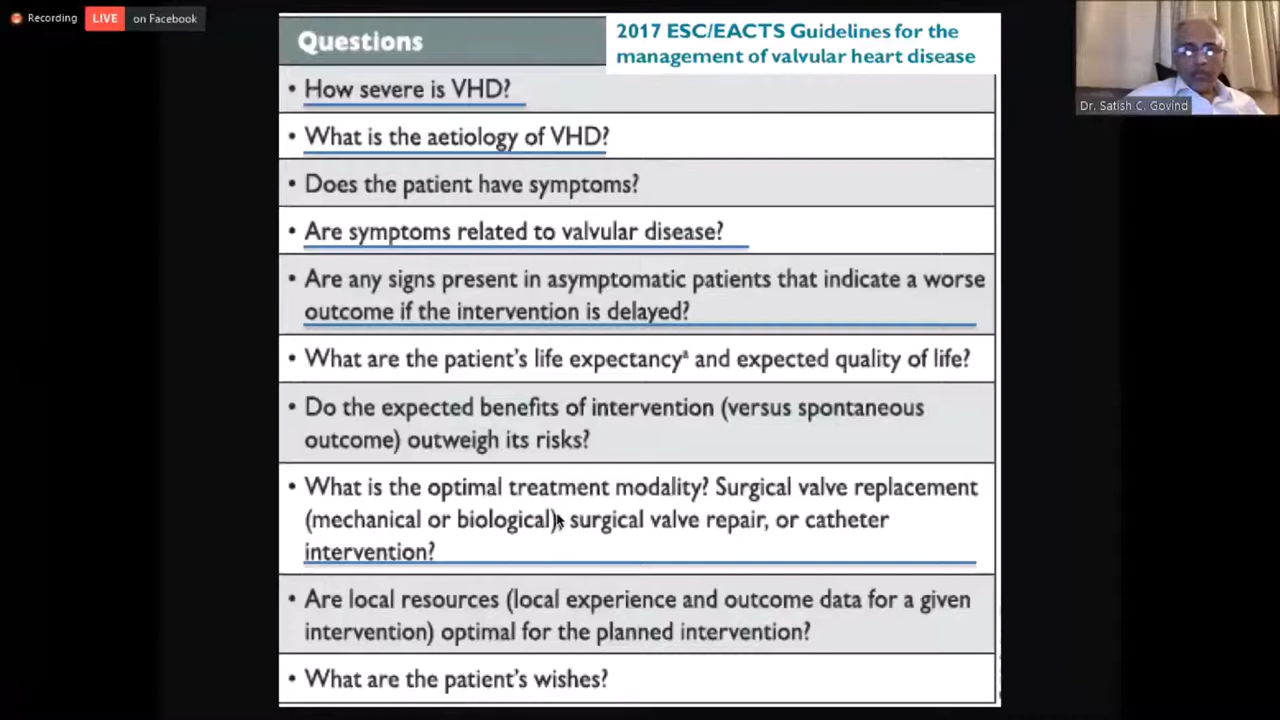 Recording
LIVE
on Facebook
Questions
2017 ESC/EACTS Guidelines for the
management of valvular heart disease
Dr. Satish C. Govind
• How severe is VHD?
• What is the aetiology of VHD?
• Does the patient have symptoms?
• Are symptoms related to valvular disease?
• Are any signs present in asymptomatic patients that indicate a worse
outcome if the intervention is delayed?
• What are the patient's life expectancyª and expected quality of life?
• Do the expected benefits of intervention (versus spontaneous
outcome) outweigh its risks?
• What is the optimal treatment modality? Surgical valve replacement
(mechanical or biological), surgical valve repair, or catheter
intervention?
• Are local resources (local experience and outcome data for a given
intervention) optimal for the planned intervention?
• What are the patient's wishes?